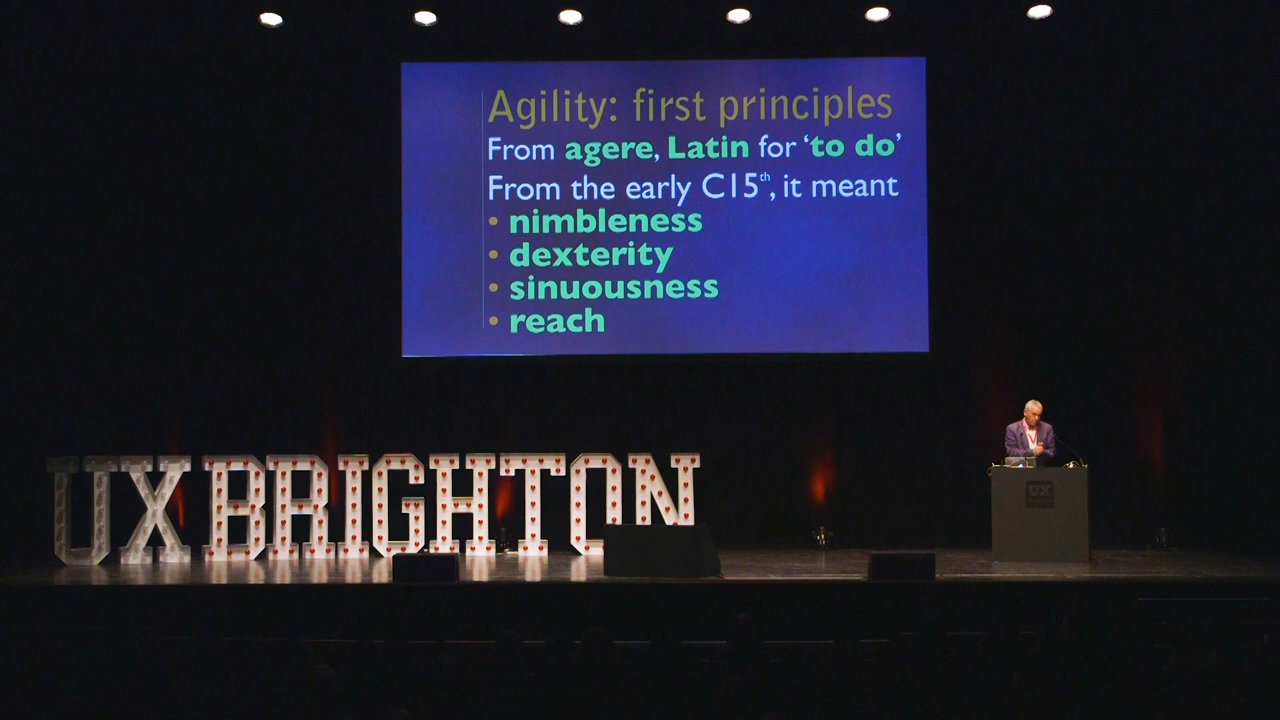 Agility: first principles
From agere, Latin for ‘to do’
From the early C15th, it meant
• nimbleness
• dexterity
• sinuousness
• reach
UX BRIGHTON
UX